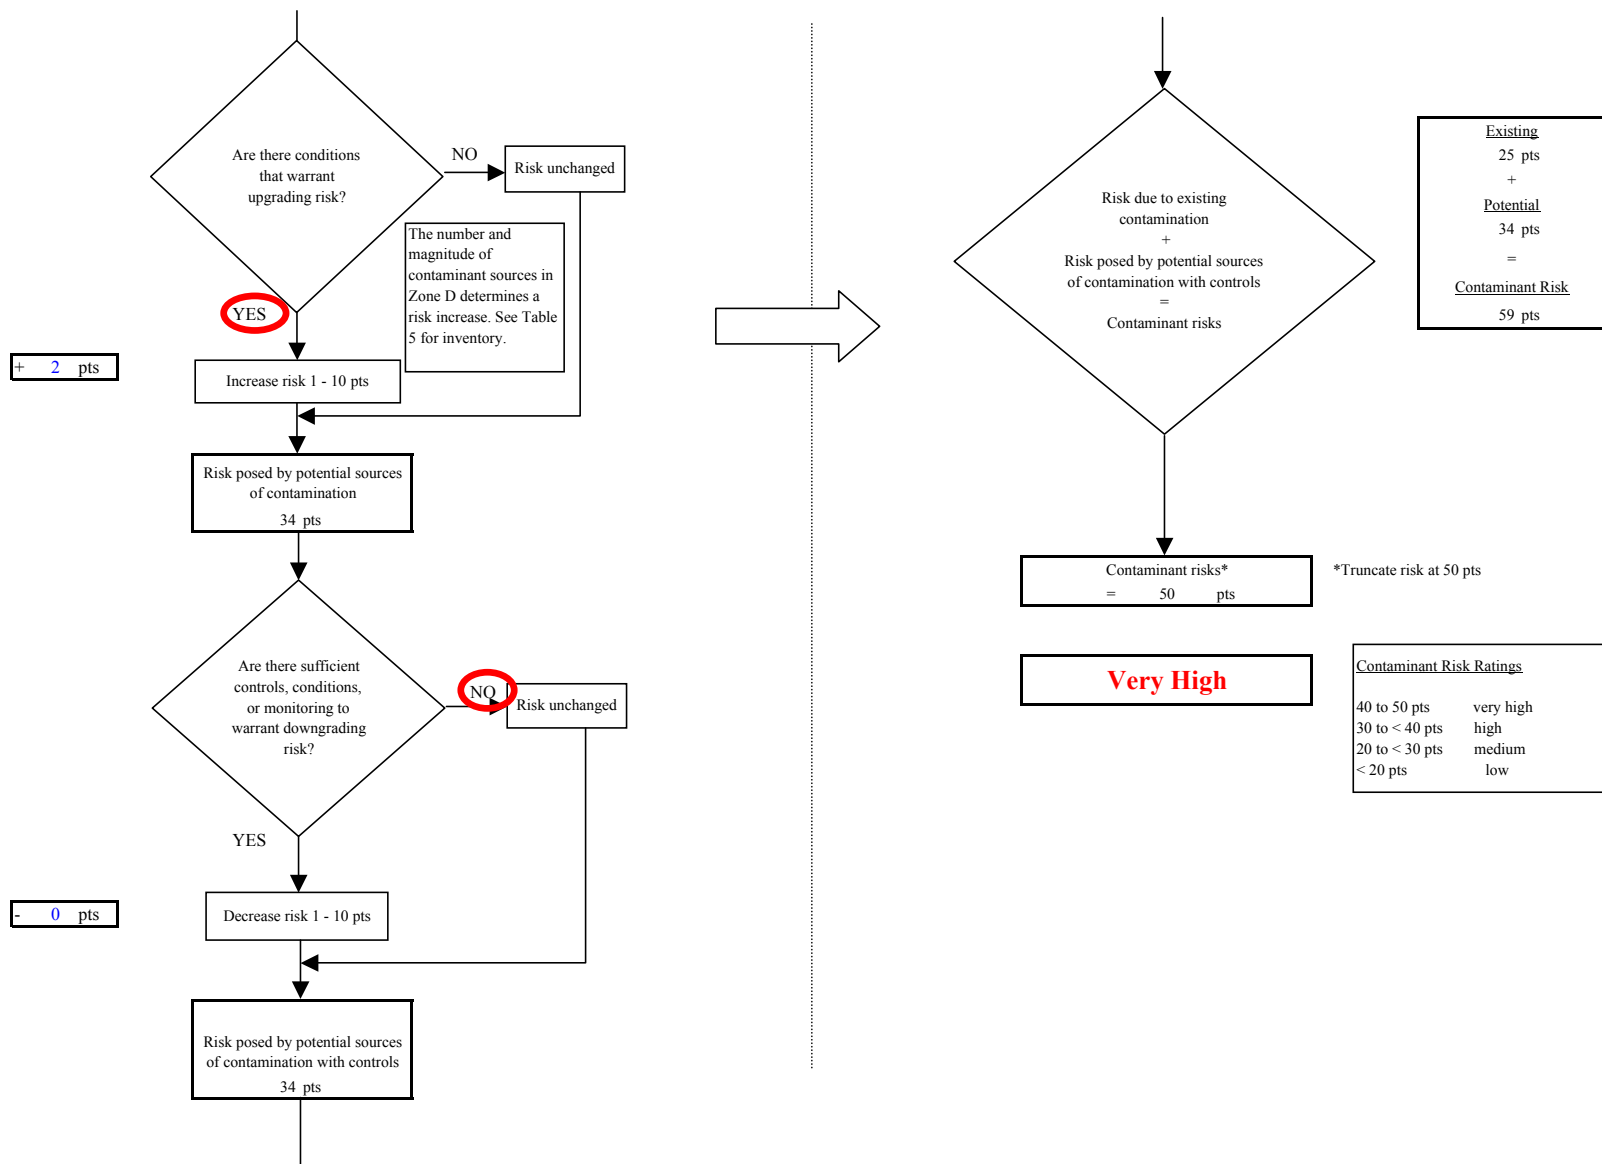 Are there conditions
that warrant
upgrading risk?
NO
Risk unchanged
The number and
magnitude of
contaminant sources in
Zone D determines a
risk increase. See Table
5 for inventory.
YES
+ 2 pts
Increase risk 1 - 10 pts
Risk posed by potential sources
of contamination
34 pts
Are there sufficient
controls, conditions,
or monitoring to
warrant downgrading
risk?
NO
Risk unchanged
YES
- 0 pts
Decrease risk 1 - 10 pts
Risk posed by potential sources
of contamination with controls
34 pts
Risk due to existing
contamination
+
Risk posed by potential sources
of contamination with controls
=
Contaminant risks
Existing
25 pts
+
Potential
34 pts
=
Contaminant Risk
59 pts
Contaminant risks*
= 50 pts
*Truncate risk at 50 pts
Very High
Contaminant Risk Ratings
40 to 50 pts very high
30 to < 40 pts high
20 to < 30 pts medium
< 20 pts low